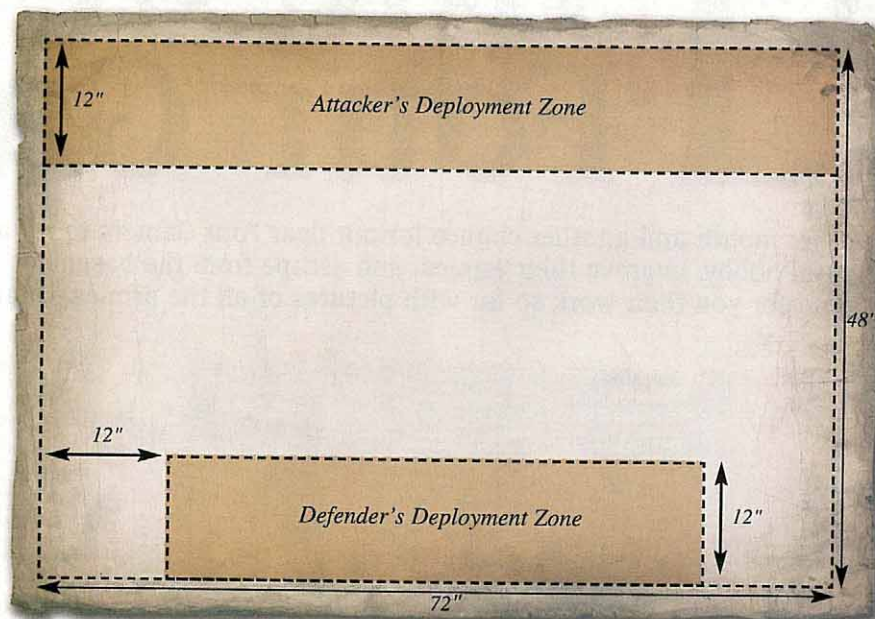 12"
Attacker's Deployment Zone
48"
12"
Defender's Deployment Zone
12"
72"